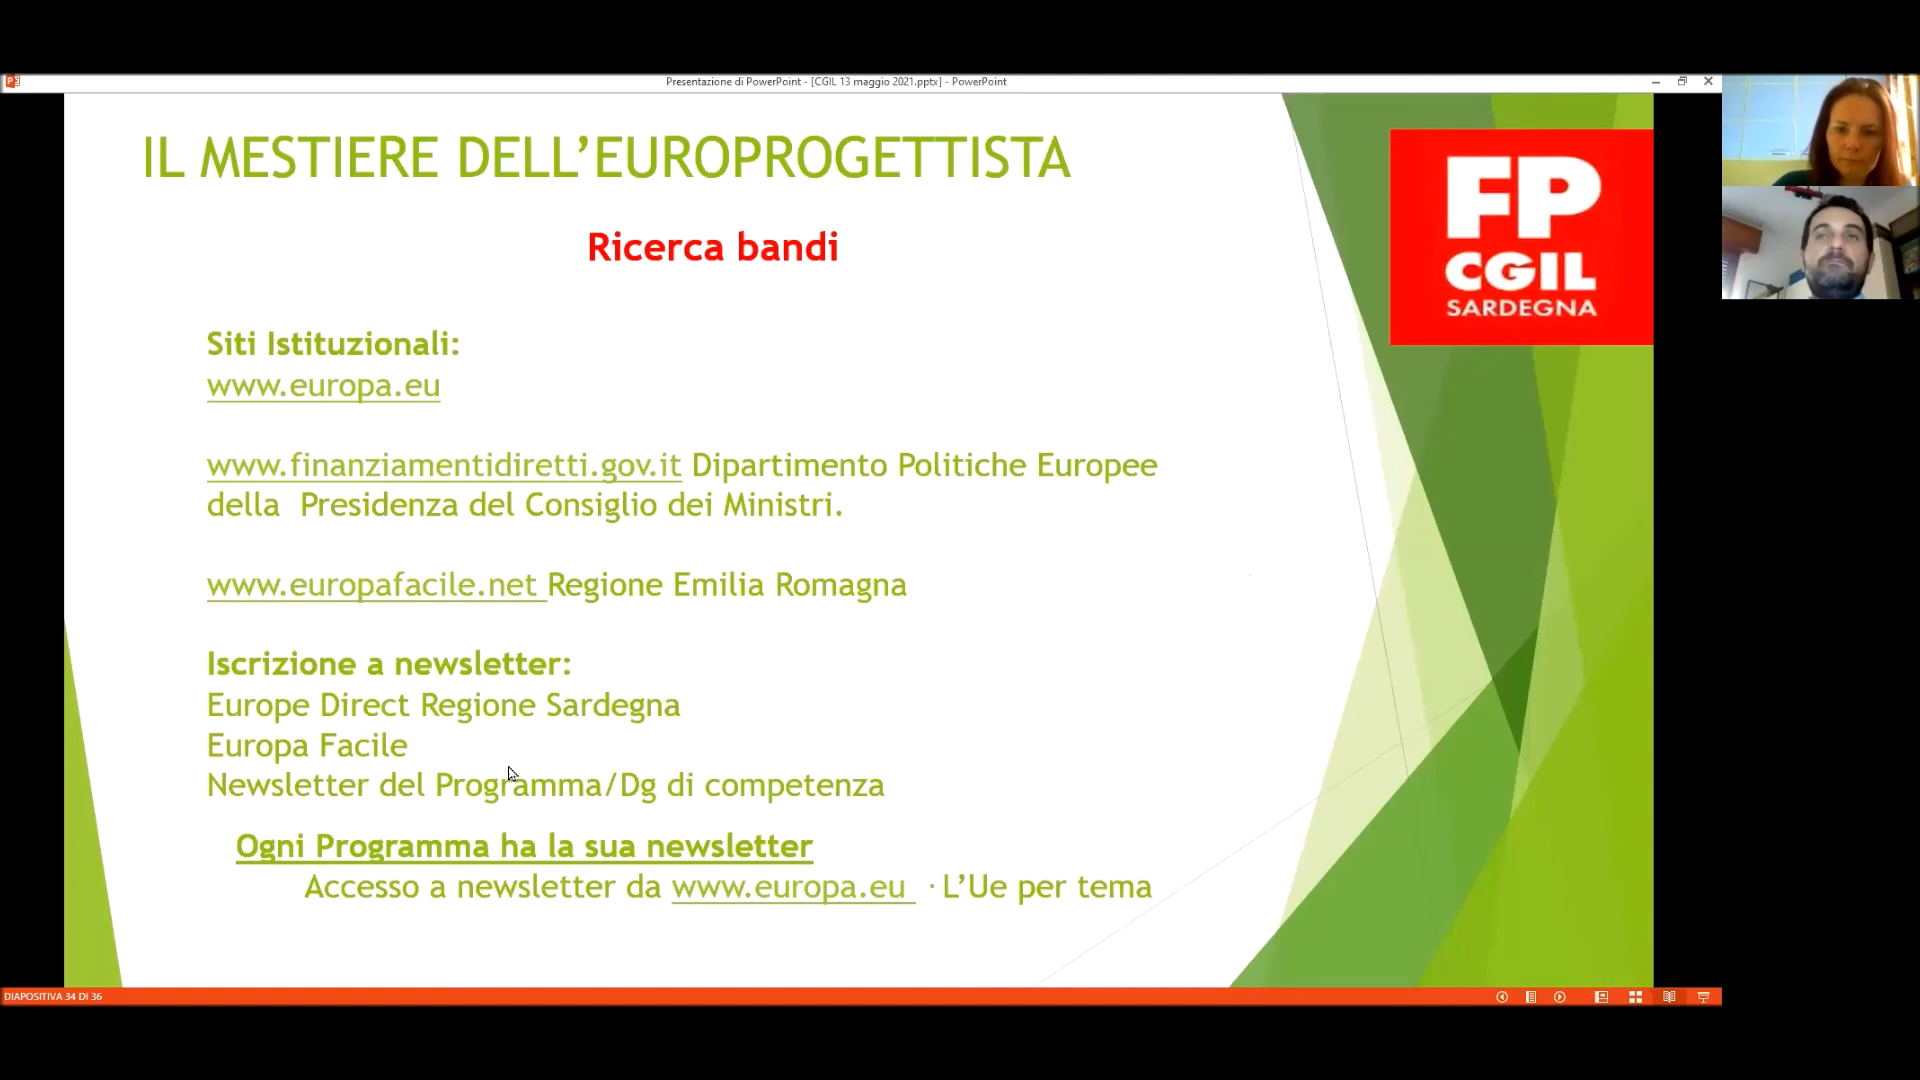 Presentazione di PowerPoint - [CGIL 13 maggio 2021.pptx] - PowerPoint
IL MESTIERE DELL’EUROPROGETTISTA
FP
CGIL
SARDEGNA
Ricerca bandi
Siti Istituzionali:
www.europa.eu
www.finanziamentidiretti.gov.it Dipartimento Politiche Europee
della Presidenza del Consiglio dei Ministri.
www.europafacile.net Regione Emilia Romagna
Iscrizione a newsletter:
Europe Direct Regione Sardegna
Europa Facile
Newsletter del Programma/Dg di competenza
Ogni Programma ha la sua newsletter
Accesso a newsletter da www.europa.eu · L’Ue per tema
DIAPOSITIVA 34 DI 36